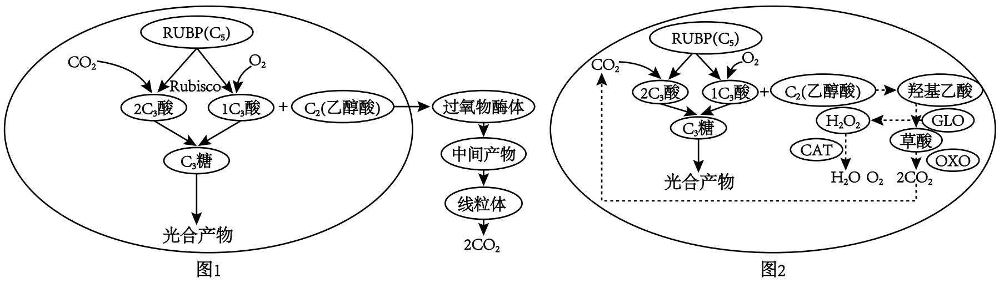 RUBP(C₅)
CO₂
O₂
Rubisco
2C₃酸
1C₃酸
+
C₂(乙醇酸)
过氧物酶体
C₃糖
中间产物
线粒体
光合产物
2CO₂
图1
RUBP(C₅)
CO₂
O₂
2C₃酸
1C₃酸
+
C₂(乙醇酸)
羟基乙酸
H₂O₂
GLO
C₃糖
草酸
CAT
OXO
光合产物
H₂O O₂
2CO₂
图2